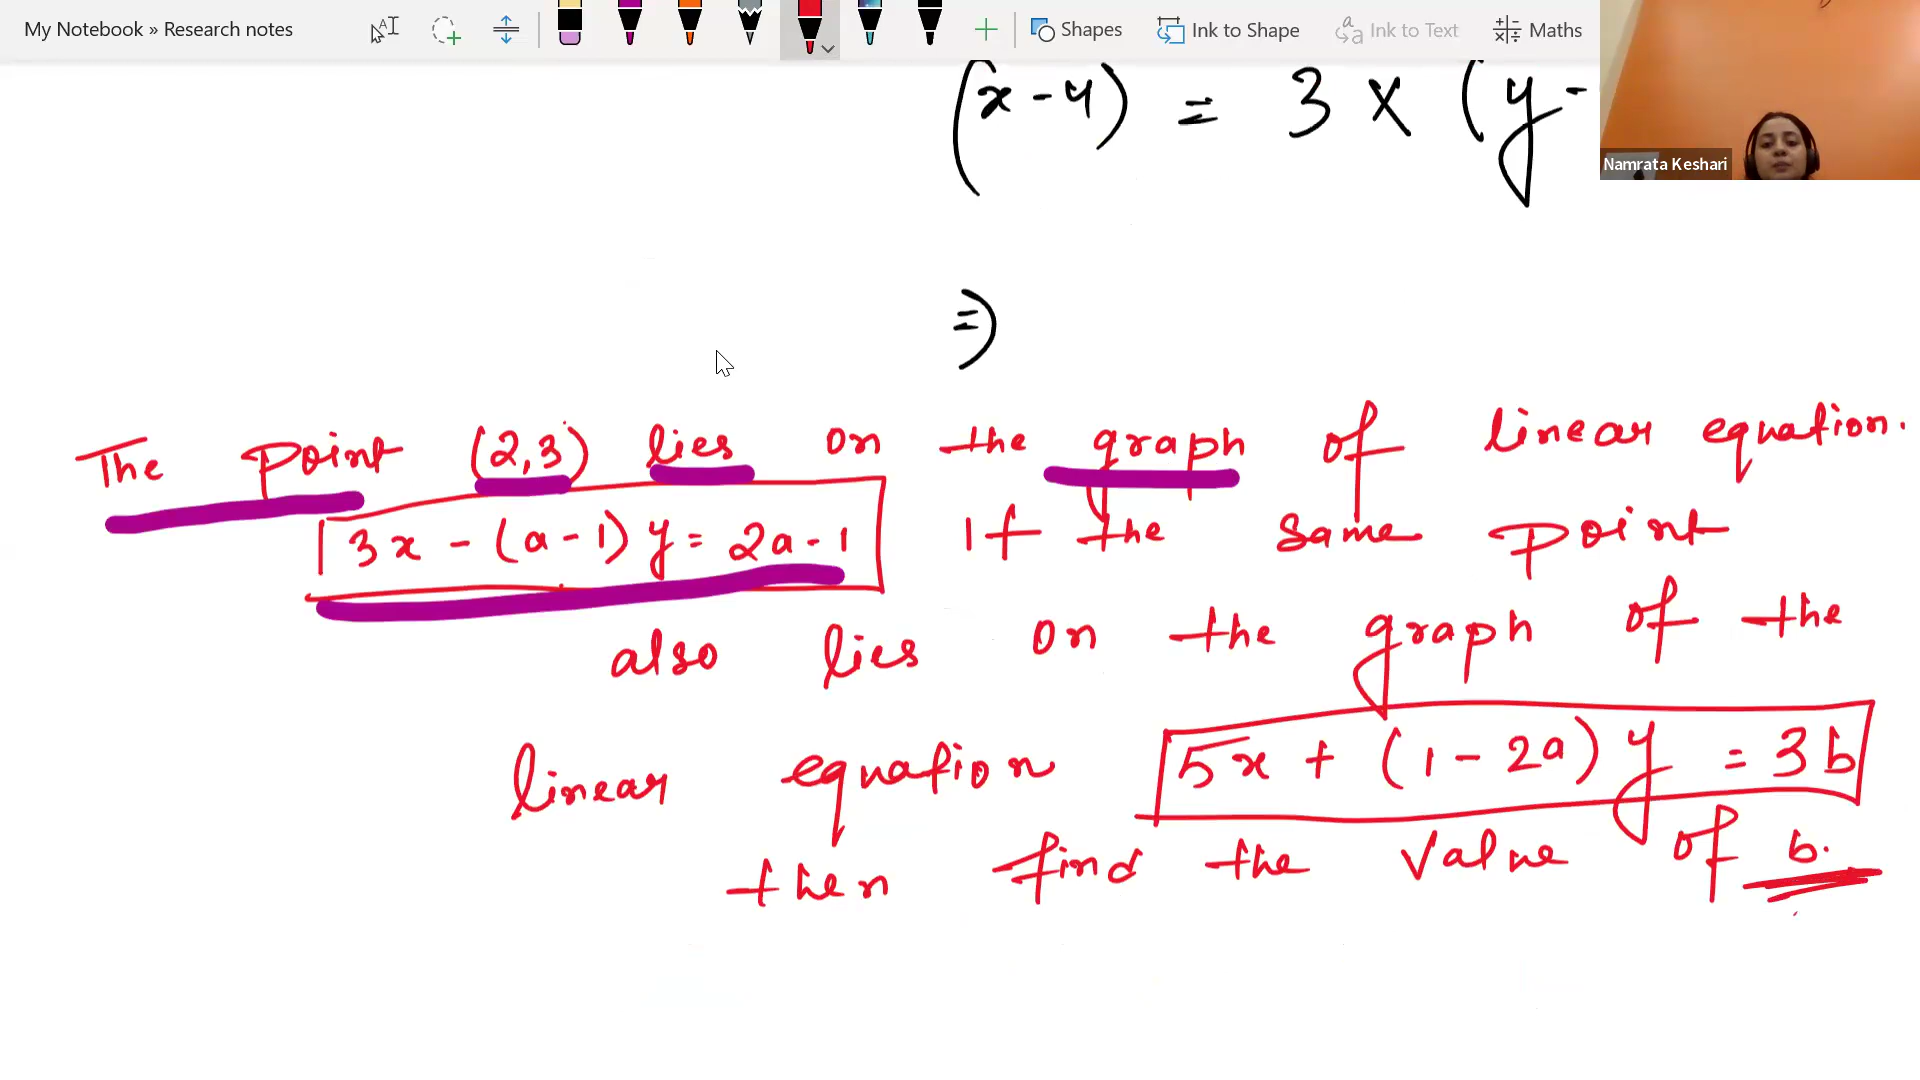 My Notebook » Research notes
Shapes
Ink to Shape
Ink to Text
Maths
Namrata Keshari
(x-4) = 3 × (y-
⇒
The point (2,3) lies on the graph of linear equation.
3x - (a-1) y = 2a-1 If the same point
also lies on the graph of the
linear equation 5x + (1-2a) y = 3b
then find the value of b.